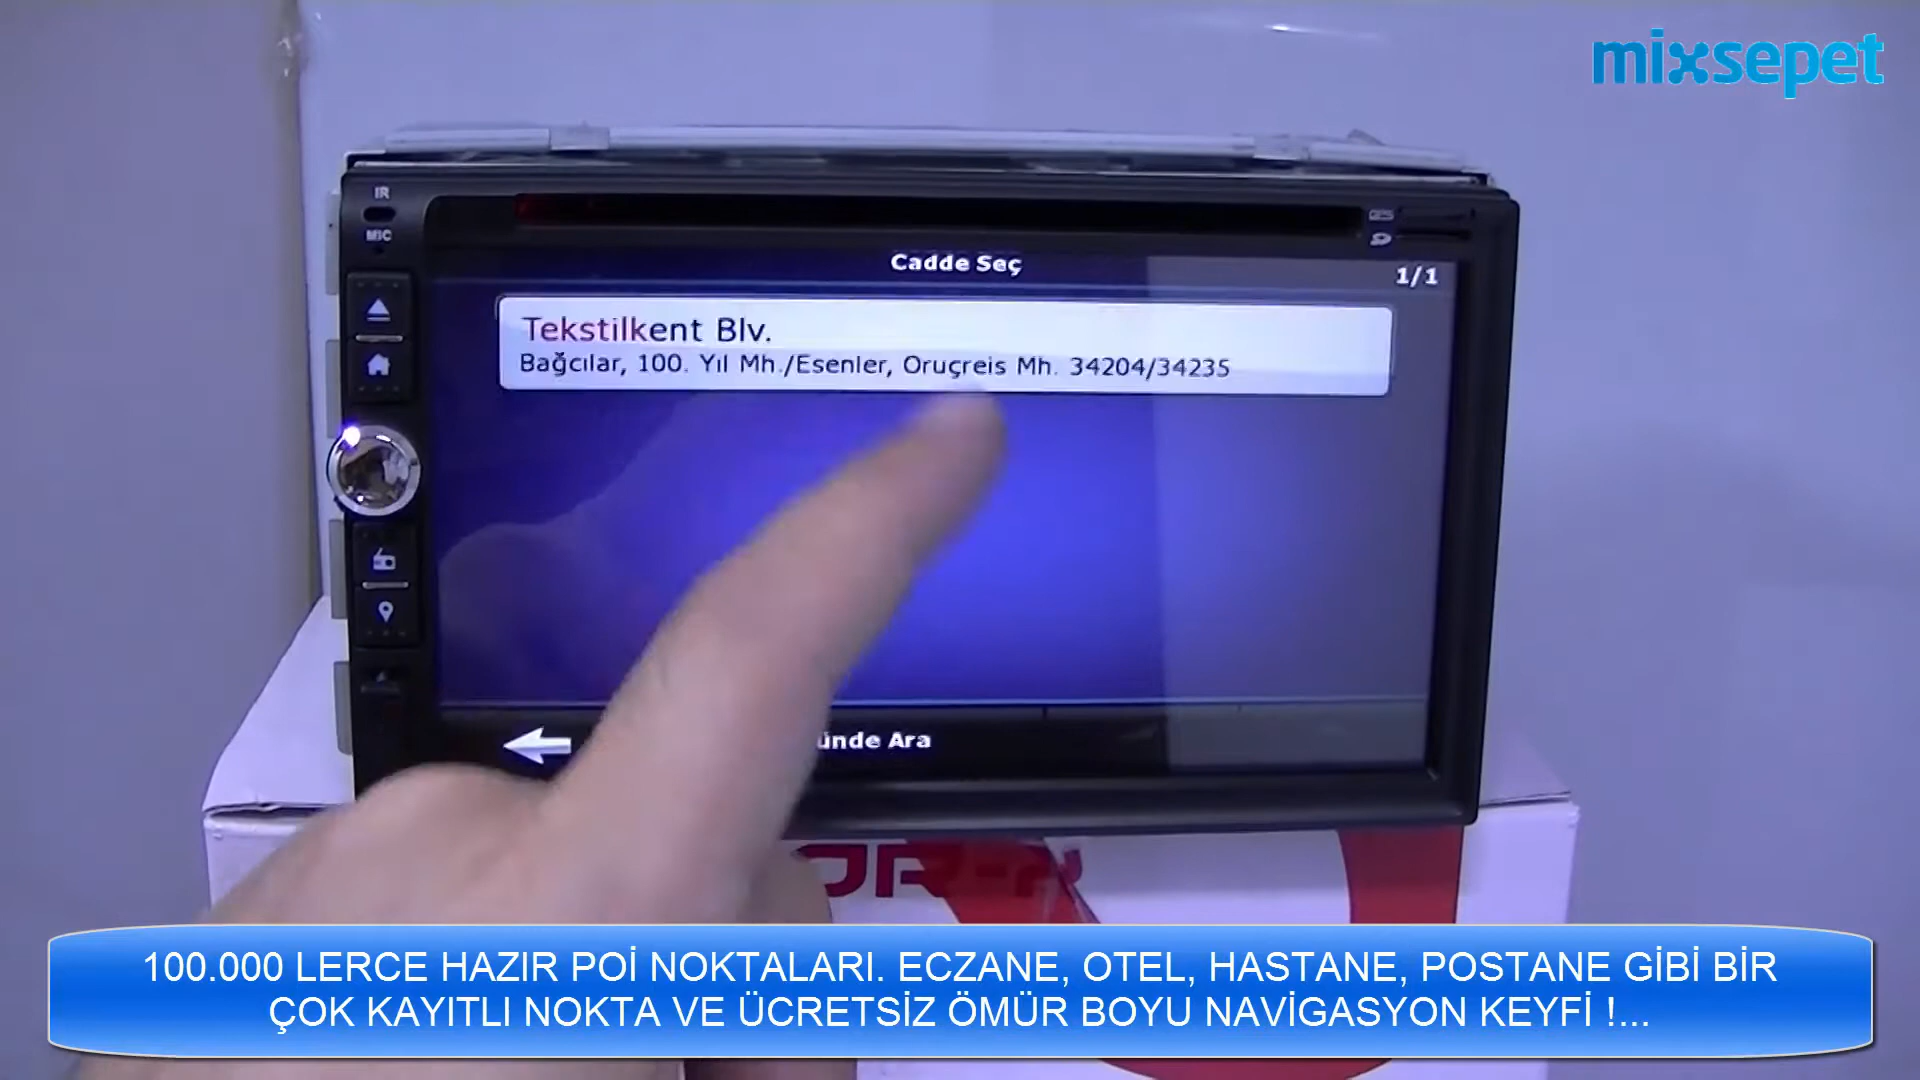 mixsepet
IR
MIC
Cadde Seç
1/1
Tekstilkent Blv.
Bağcılar, 100. Yıl Mh./Esenler, Oruçreis Mh. 34204/34235
Ara
100.000 LERCE HAZIR POİ NOKTALARI. ECZANE, OTEL, HASTANE, POSTANE GİBİ BİR
ÇOK KAYITLI NOKTA VE ÜCRETSİZ ÖMÜR BOYU NAVİGASYON KEYFİ !...